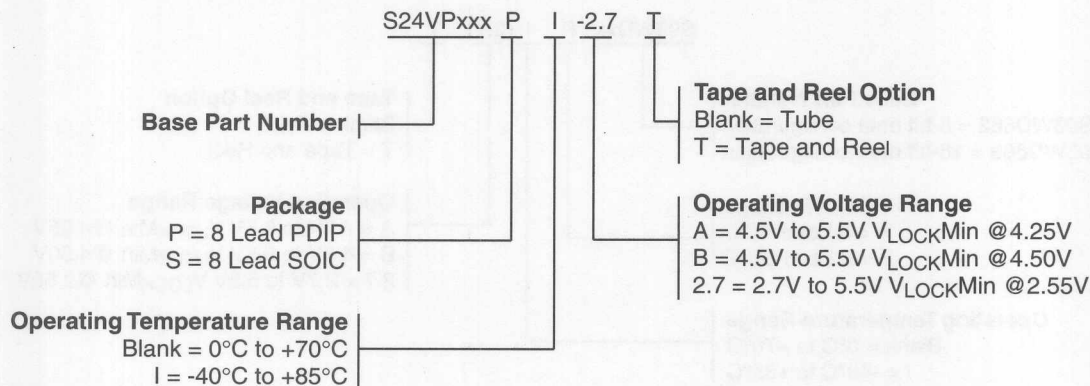 S24VPxxx P I -2.7 T
Base Part Number
Tape and Reel Option
Blank = Tube
T = Tape and Reel
Package
P = 8 Lead PDIP
S = 8 Lead SOIC
Operating Voltage Range
A = 4.5V to 5.5V VLOCKMin @4.25V
B = 4.5V to 5.5V VLOCKMin @4.50V
2.7 = 2.7V to 5.5V VLOCKMin @2.55V
Operating Temperature Range
Blank = 0°C to +70°C
I = -40°C to +85°C